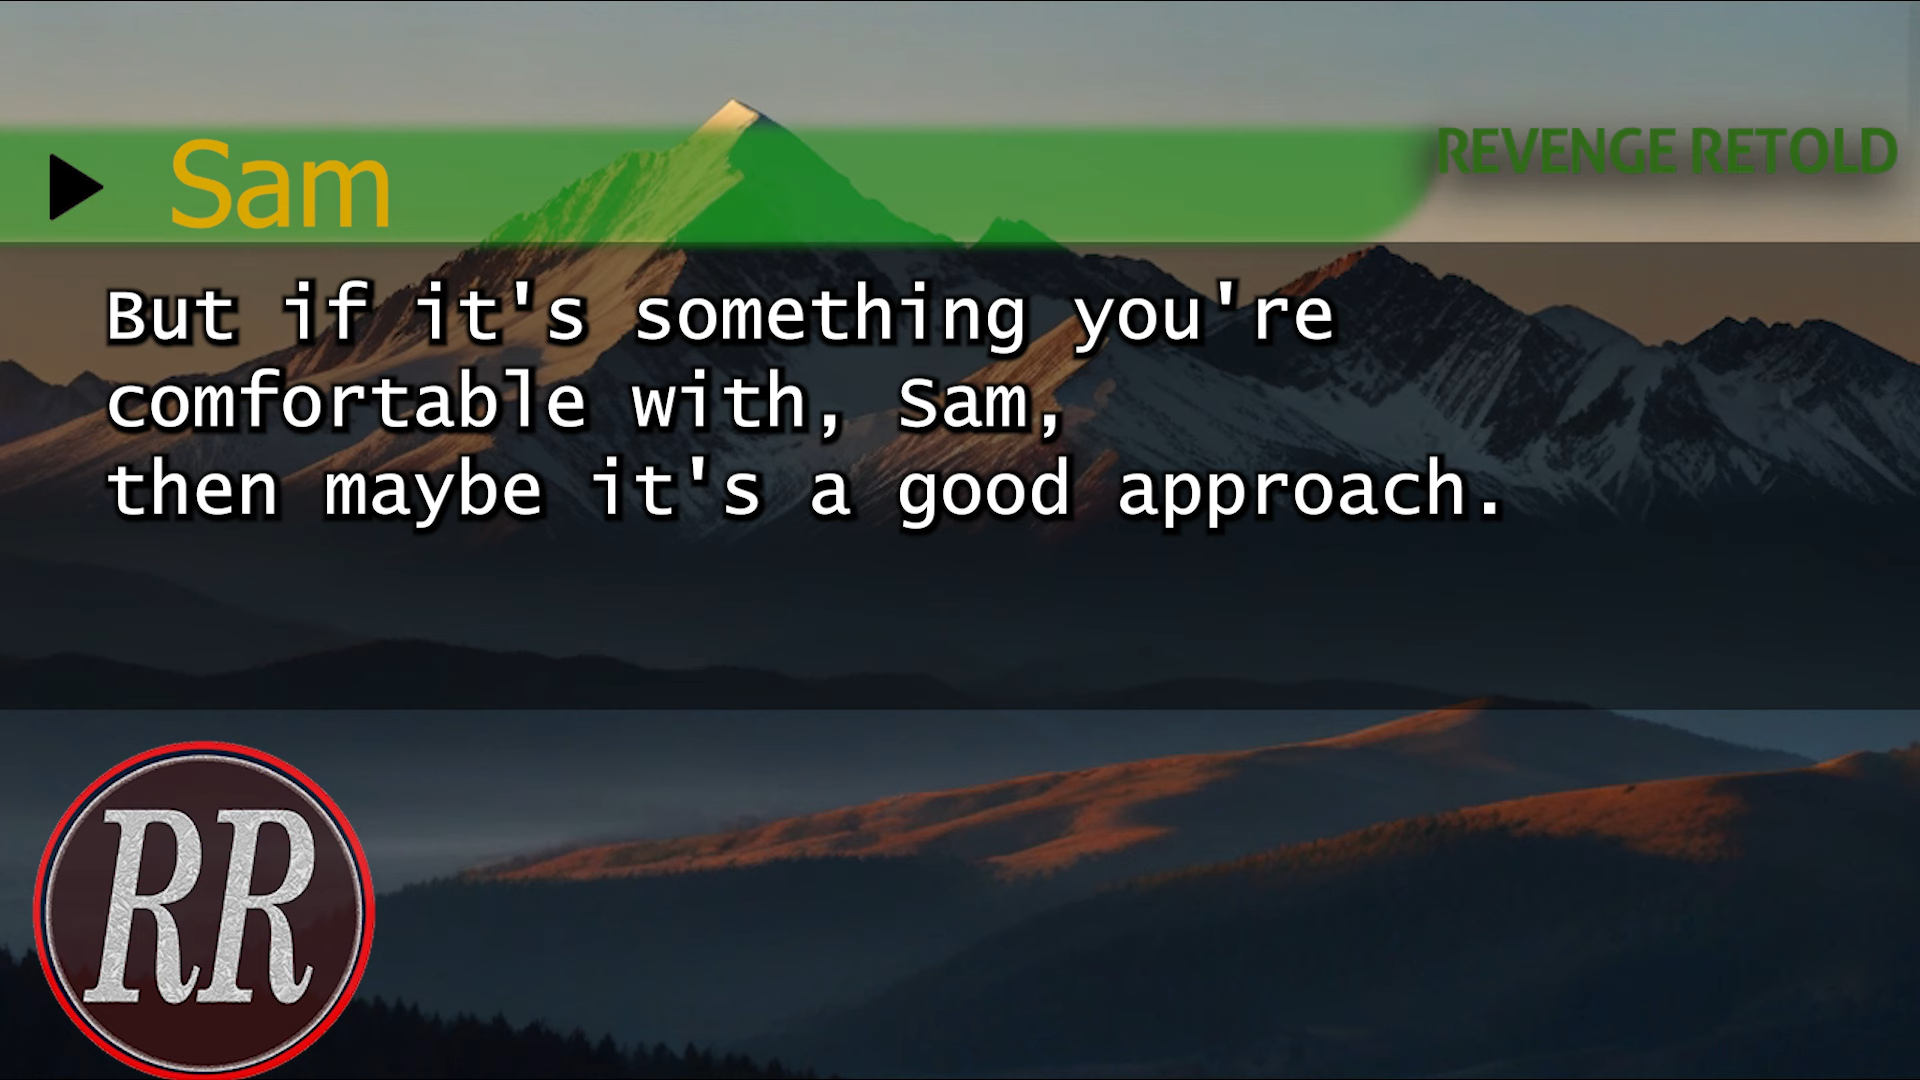 Sam
REVENGE RETOLD
But if it's something you're
comfortable with, Sam,
then maybe it's a good approach.
RR